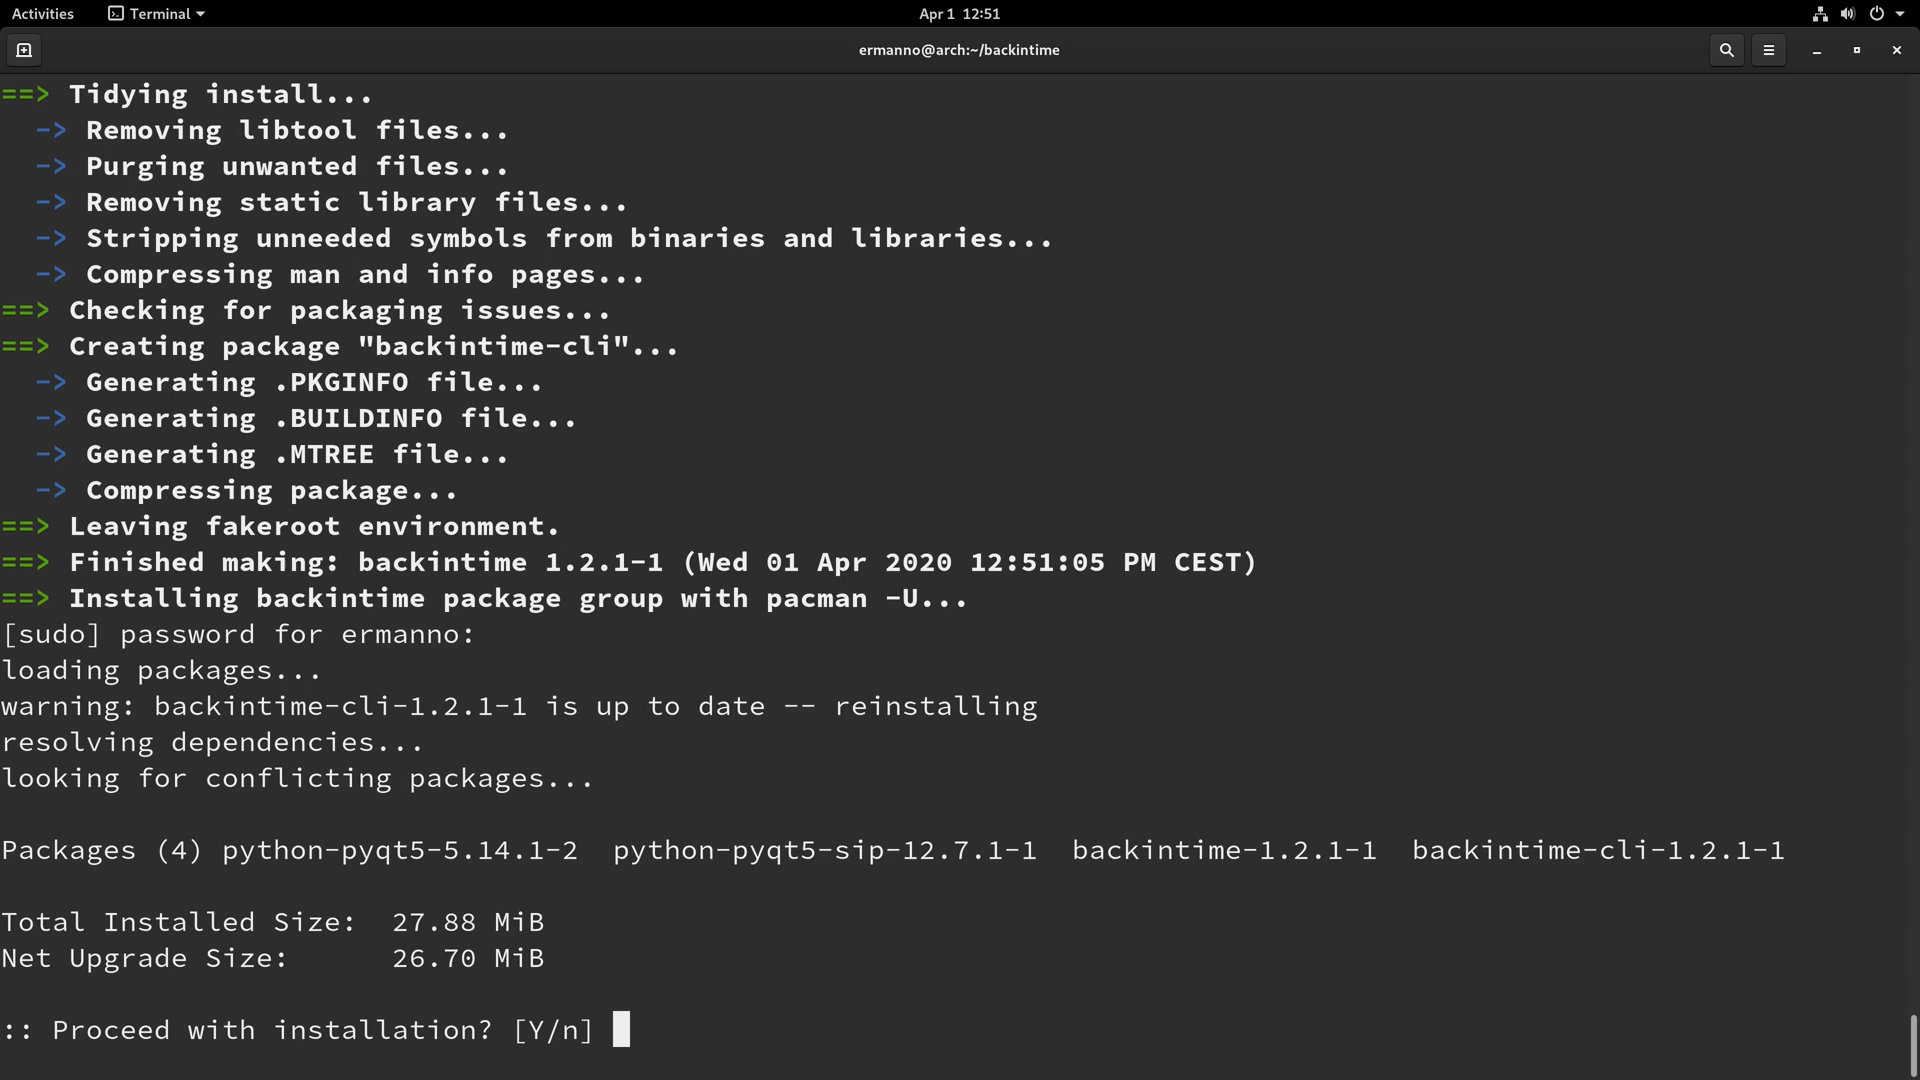 Activities Terminal Apr 1 12:51
ermanno@arch:~/backintime
==> Tidying install...
  -> Removing libtool files...
  -> Purging unwanted files...
  -> Removing static library files...
  -> Stripping unneeded symbols from binaries and libraries...
  -> Compressing man and info pages...
==> Checking for packaging issues...
==> Creating package "backintime-cli"...
  -> Generating .PKGINFO file...
  -> Generating .BUILDINFO file...
  -> Generating .MTREE file...
  -> Compressing package...
==> Leaving fakeroot environment.
==> Finished making: backintime 1.2.1-1 (Wed 01 Apr 2020 12:51:05 PM CEST)
==> Installing backintime package group with pacman -U...
[sudo] password for ermanno:
loading packages...
warning: backintime-cli-1.2.1-1 is up to date -- reinstalling
resolving dependencies...
looking for conflicting packages...
Packages (4) python-pyqt5-5.14.1-2  python-pyqt5-sip-12.7.1-1  backintime-1.2.1-1  backintime-cli-1.2.1-1
Total Installed Size:  27.88 MiB
Net Upgrade Size:      26.70 MiB
:: Proceed with installation? [Y/n]